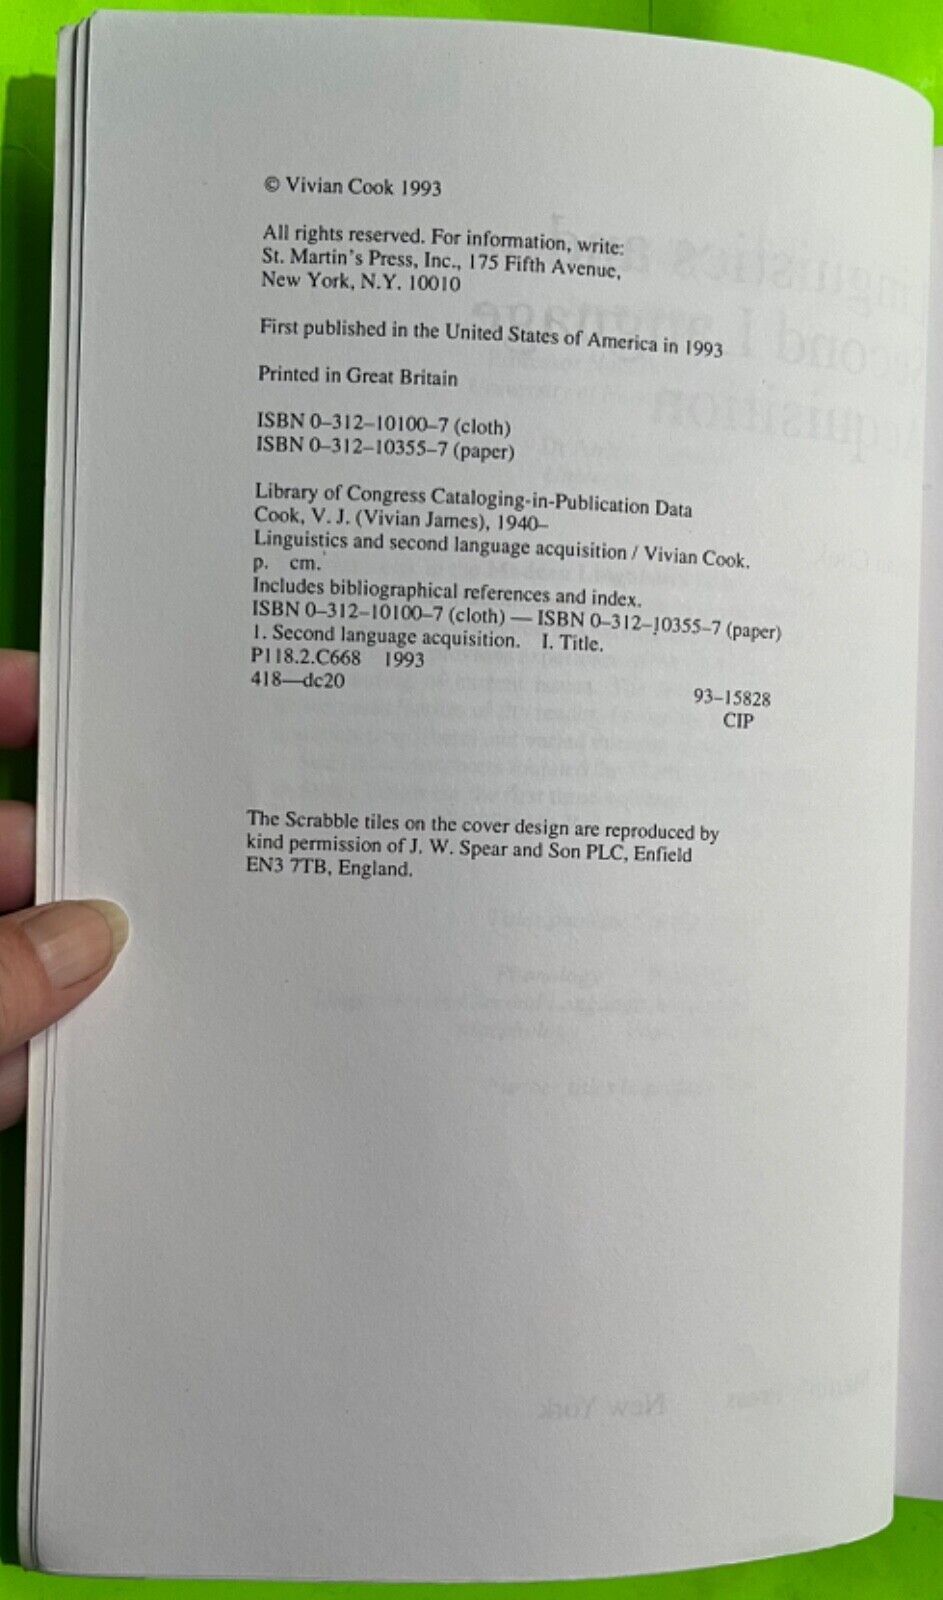 © Vivian Cook 1993
All rights reserved. For information, write:
St. Martin's Press, Inc., 175 Fifth Avenue,
New York, N.Y. 10010
First published in the United States of America in 1993
Printed in Great Britain
ISBN 0–312–10100–7 (cloth)
ISBN 0–312–10355–7 (paper)
Library of Congress Cataloging-in-Publication Data
Cook, V. J. (Vivian James), 1940–
Linguistics and second language acquisition / Vivian Cook.
p. cm.
Includes bibliographical references and index.
ISBN 0–312–10100–7 (cloth) — ISBN 0–312–10355–7 (paper)
1. Second language acquisition. I. Title.
P118.2.C668 1993
418—dc20
93–15828
CIP
The Scrabble tiles on the cover design are reproduced by
kind permission of J. W. Spear and Son PLC, Enfield
EN3 7TB, England.